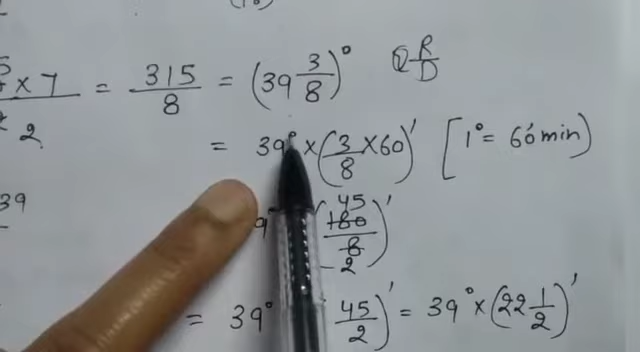 × 7 / 2 = 315/8 = (39 3/8)° Q R/D
= 39° × (3/8 × 60)' [1° = 60 min)
39
9° (45 180/8 2)'
= 39° 45/2)' = 39° × (22 1/2)'